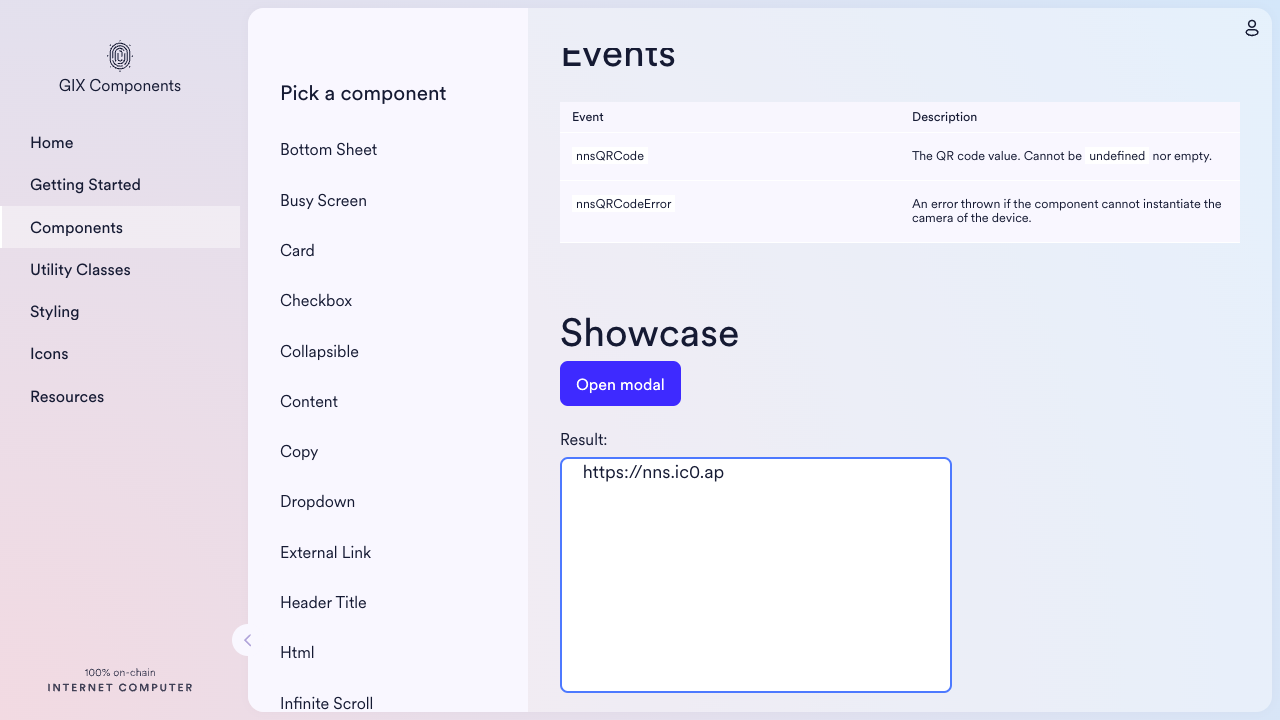 GIX Components
Home
Getting Started
Components
Utility Classes
Styling
Icons
Resources
100% on-chain
INTERNET COMPUTER
Pick a component
Bottom Sheet
Busy Screen
Card
Checkbox
Collapsible
Content
Copy
Dropdown
External Link
Header Title
Html
Infinite Scroll
Events
Event Description
nnsQRCode The QR code value. Cannot be undefined nor empty.
nnsQRCodeError An error thrown if the component cannot instantiate the
camera of the device.
Showcase
Open modal
Result:
https://nns.ic0.ap